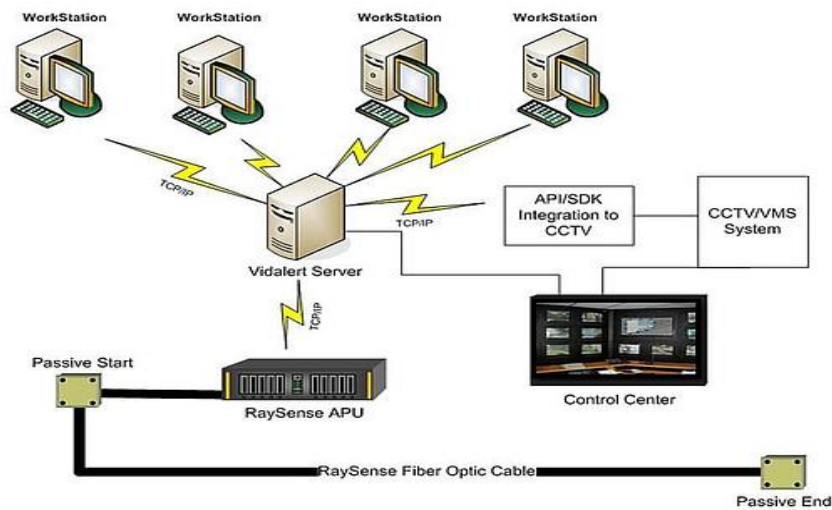 WorkStation
WorkStation
WorkStation
WorkStation
TCP/IP
TCP/IP
API/SDK
Integration to
CCTV
CCTV/VMS
System
Vidalert Server
TCP/IP
Passive Start
RaySense APU
Control Center
RaySense Fiber Optic Cable
Passive End